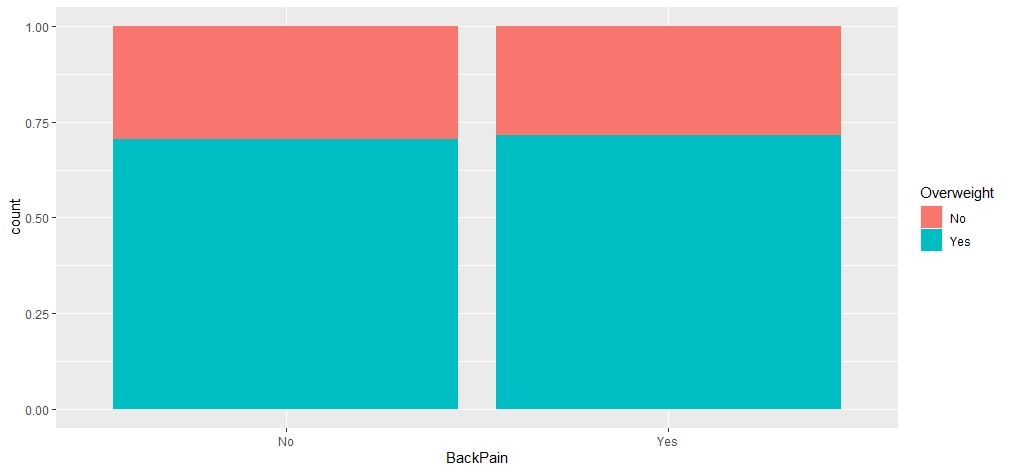 1.00
0.75
0.50
0.25
0.00
count
No
Yes
BackPain
Overweight
No
Yes